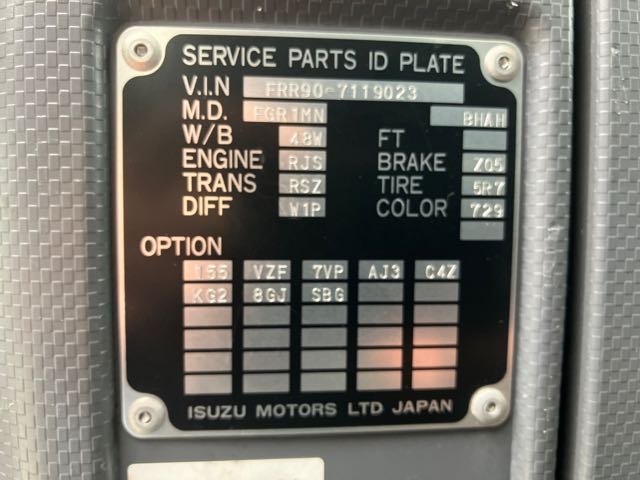 SERVICE PARTS ID PLATE
V.I.N FRR90-7119023
M.D. FGR1MN BHAH
W/B 48W FT
ENGINE RJS BRAKE Z05
TRANS RSZ TIRE 5R7
DIFF W1P COLOR 729
OPTION
155 VZF 7VP AJ3 C4Z
KG2 8GJ SBG
ISUZU MOTORS LTD JAPAN